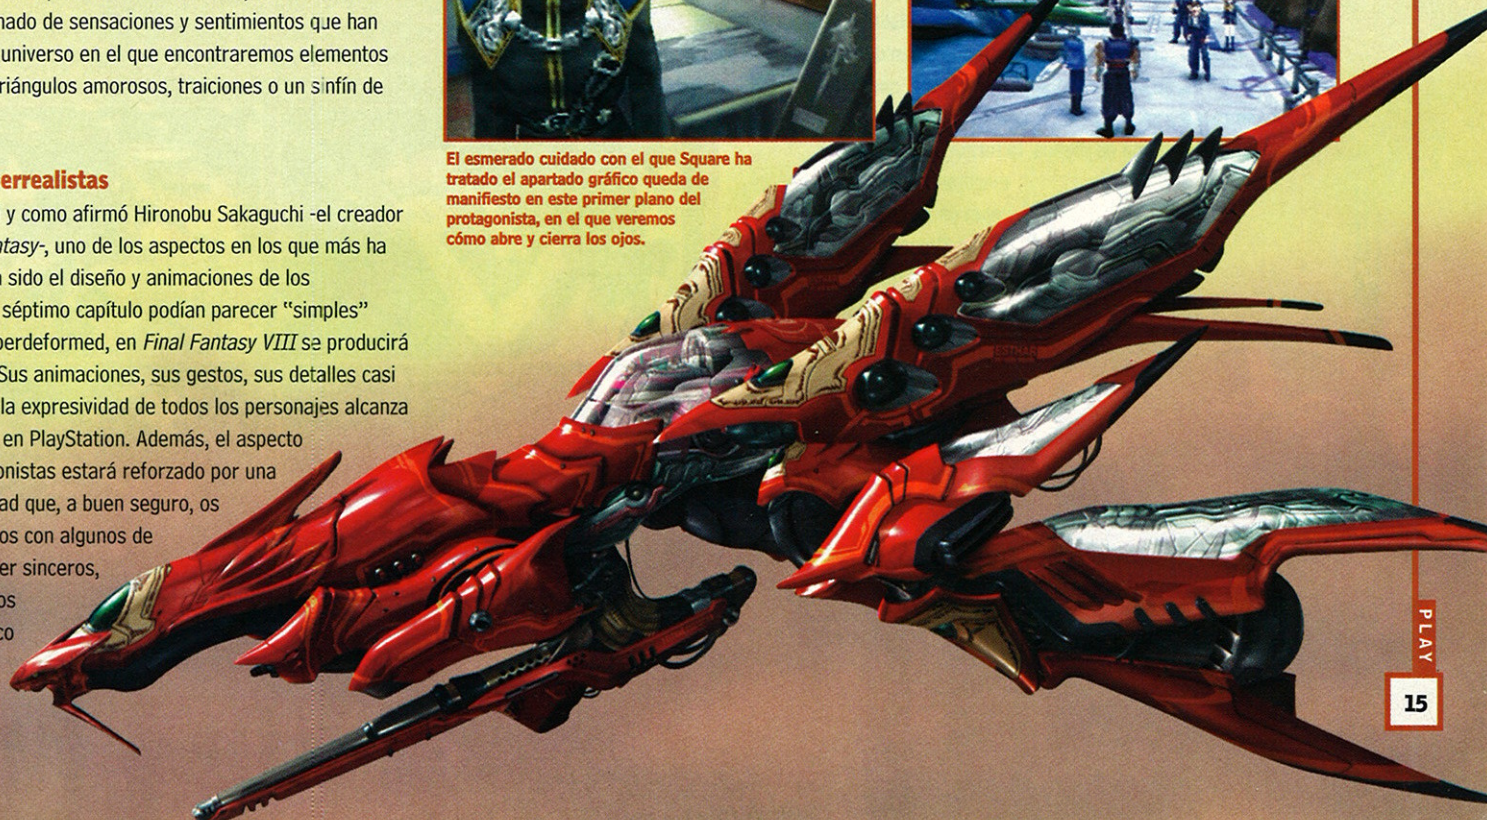 nado de sensaciones y sentimientos que han
universo en el que encontraremos elementos
riángulos amorosos, traiciones o un sinfín de
errealistas
y como afirmó Hironobu Sakaguchi -el creador
ntasy-, uno de los aspectos en los que más ha
sido el diseño y animaciones de los
séptimo capítulo podían parecer "simples"
perdeformed, en Final Fantasy VIII se producirá
Sus animaciones, sus gestos, sus detalles casi
la expresividad de todos los personajes alcanza
en PlayStation. Además, el aspecto
onistas estará reforzado por una
ad que, a buen seguro, os
os con algunos de
er sinceros,
os
co
El esmerado cuidado con el que Square ha
tratado el apartado gráfico queda de
manifiesto en este primer plano del
protagonista, en el que veremos
cómo abre y cierra los ojos.
ESTHAR
PLAY
15